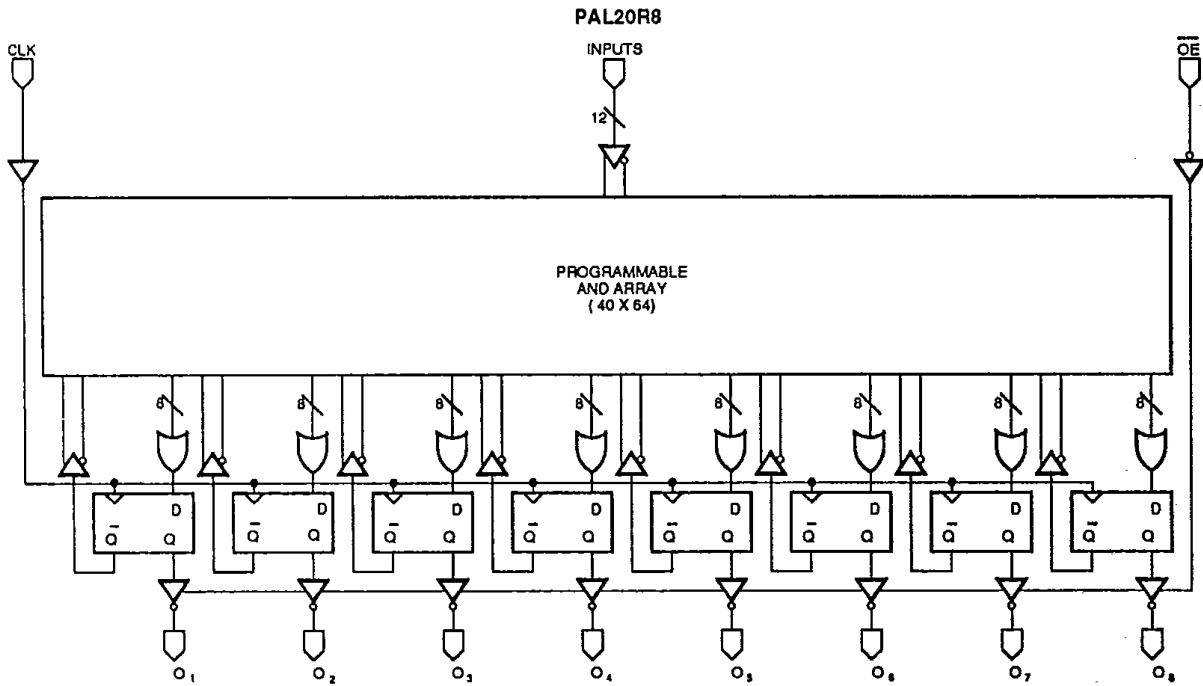 PAL20R8
CLK
INPUTS
O̅E̅
12
PROGRAMMABLE
AND ARRAY
( 40 X 64)
8 8 8 8 8 8 8 8
D D D D D D D D
Q̅ Q Q̅ Q Q̅ Q Q̅ Q Q̅ Q Q̅ Q Q̅ Q Q̅ Q
O₁ O₂ O₃ O₄ O₅ O₆ O₇ O₈